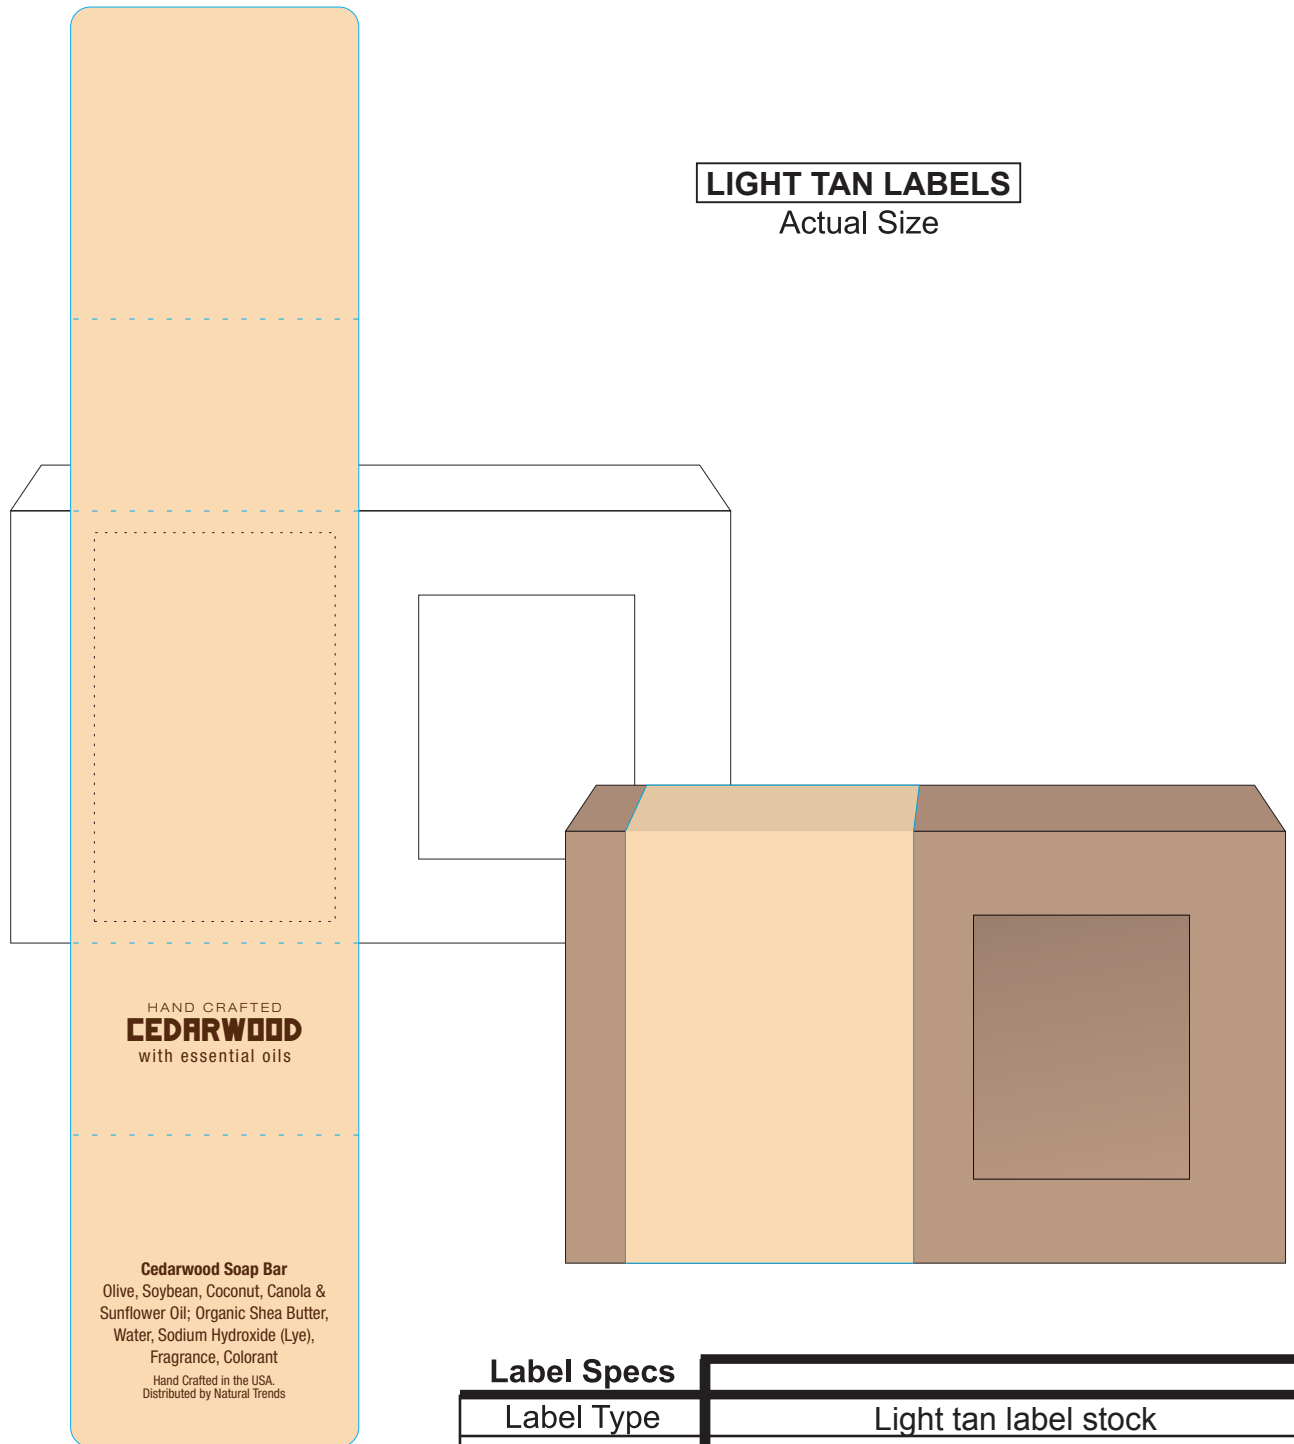 LIGHT TAN LABELS
Actual Size
HAND CRAFTED
CEDARWOOD
with essential oils
Cedarwood Soap Bar
Olive, Soybean, Coconut, Canola &
Sunflower Oil; Organic Shea Butter,
Water, Sodium Hydroxide (Lye),
Fragrance, Colorant
Hand Crafted in the USA.
Distributed by Natural Trends
Label Specs
Label Type Light tan label stock